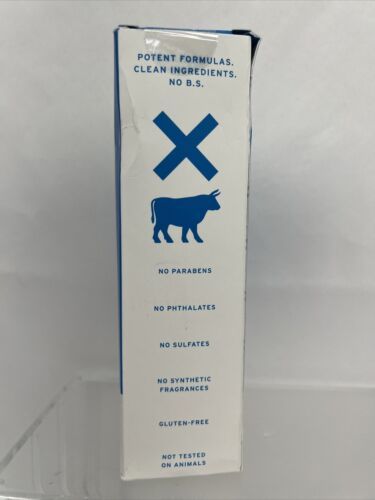 POTENT FORMULAS.
CLEAN INGREDIENTS.
NO B.S.
NO PARABENS
NO PHTHALATES
NO SULFATES
NO SYNTHETIC
FRAGRANCES
GLUTEN-FREE
NOT TESTED
ON ANIMALS